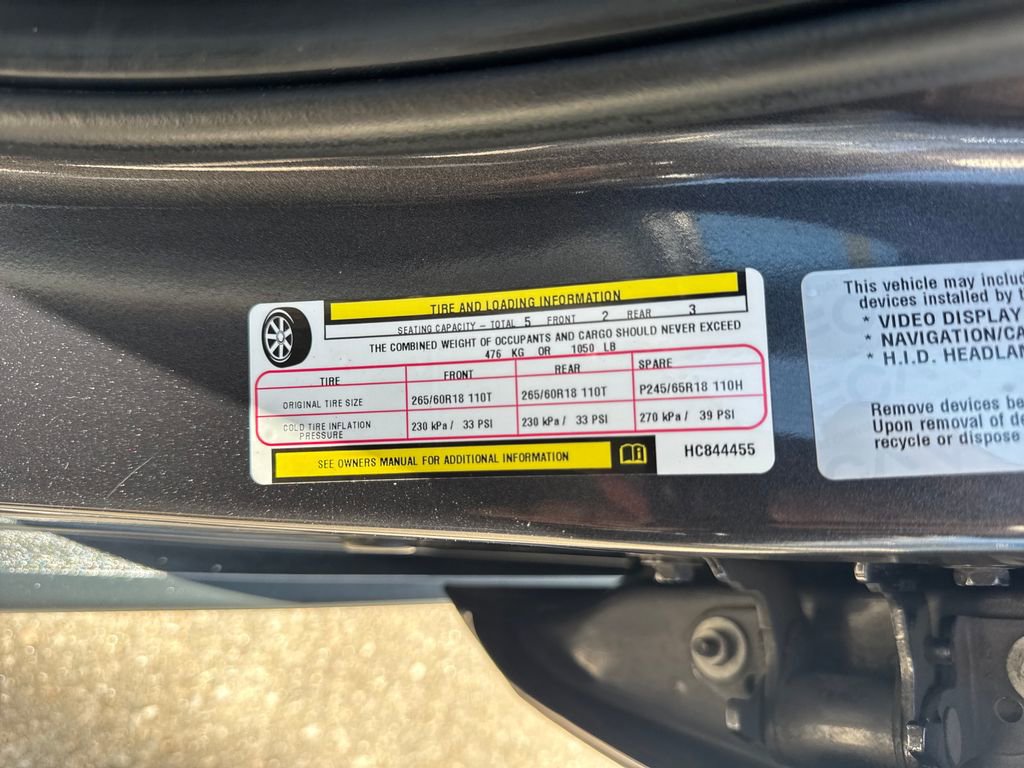 TIRE AND LOADING INFORMATION
SEATING CAPACITY – TOTAL 5 FRONT 2 REAR 3
THE COMBINED WEIGHT OF OCCUPANTS AND CARGO SHOULD NEVER EXCEED
476 KG OR 1050 LB
TIRE FRONT REAR SPARE
ORIGINAL TIRE SIZE 265/60R18 110T 265/60R18 110T P245/65R18 110H
COLD TIRE INFLATION PRESSURE 230 kPa / 33 PSI 230 kPa / 33 PSI 270 kPa / 39 PSI
SEE OWNERS MANUAL FOR ADDITIONAL INFORMATION
HC844455
This vehicle may includ
devices installed by t
* VIDEO DISPLAY
* NAVIGATION/CA
* H.I.D. HEADLAM
Remove devices be
Upon removal of de
recycle or dispose